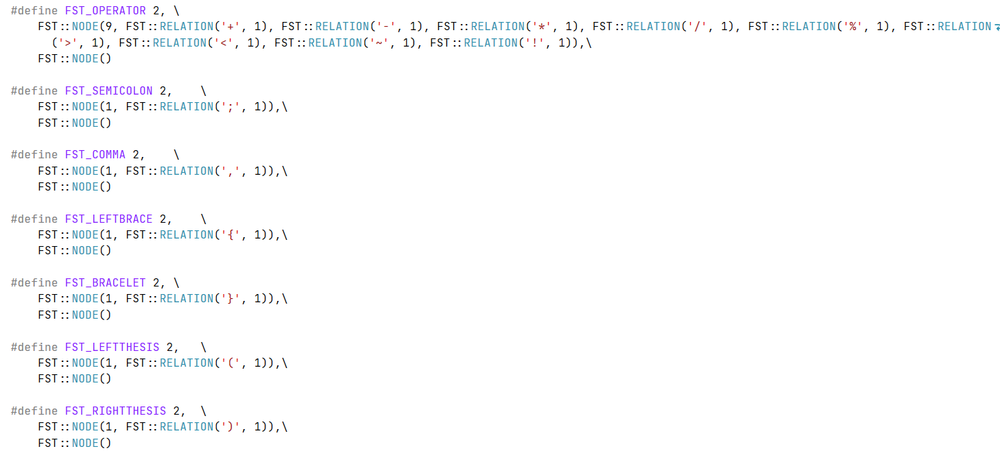 #define FST_OPERATOR 2, \
    FST::NODE(9, FST::RELATION('+', 1), FST::RELATION('-', 1), FST::RELATION('*', 1), FST::RELATION('/', 1), FST::RELATION('%', 1), FST::RELATION
      ('>', 1), FST::RELATION('<', 1), FST::RELATION('~', 1), FST::RELATION('!', 1)),\
    FST::NODE()

#define FST_SEMICOLON 2,    \
    FST::NODE(1, FST::RELATION(';', 1)),\
    FST::NODE()

#define FST_COMMA 2,    \
    FST::NODE(1, FST::RELATION(',', 1)),\
    FST::NODE()

#define FST_LEFTBRACE 2,    \
    FST::NODE(1, FST::RELATION('{', 1)),\
    FST::NODE()

#define FST_BRACELET 2, \
    FST::NODE(1, FST::RELATION('}', 1)),\
    FST::NODE()

#define FST_LEFTTHESIS 2,   \
    FST::NODE(1, FST::RELATION('(', 1)),\
    FST::NODE()

#define FST_RIGHTTHESIS 2,  \
    FST::NODE(1, FST::RELATION(')', 1)),\
    FST::NODE()